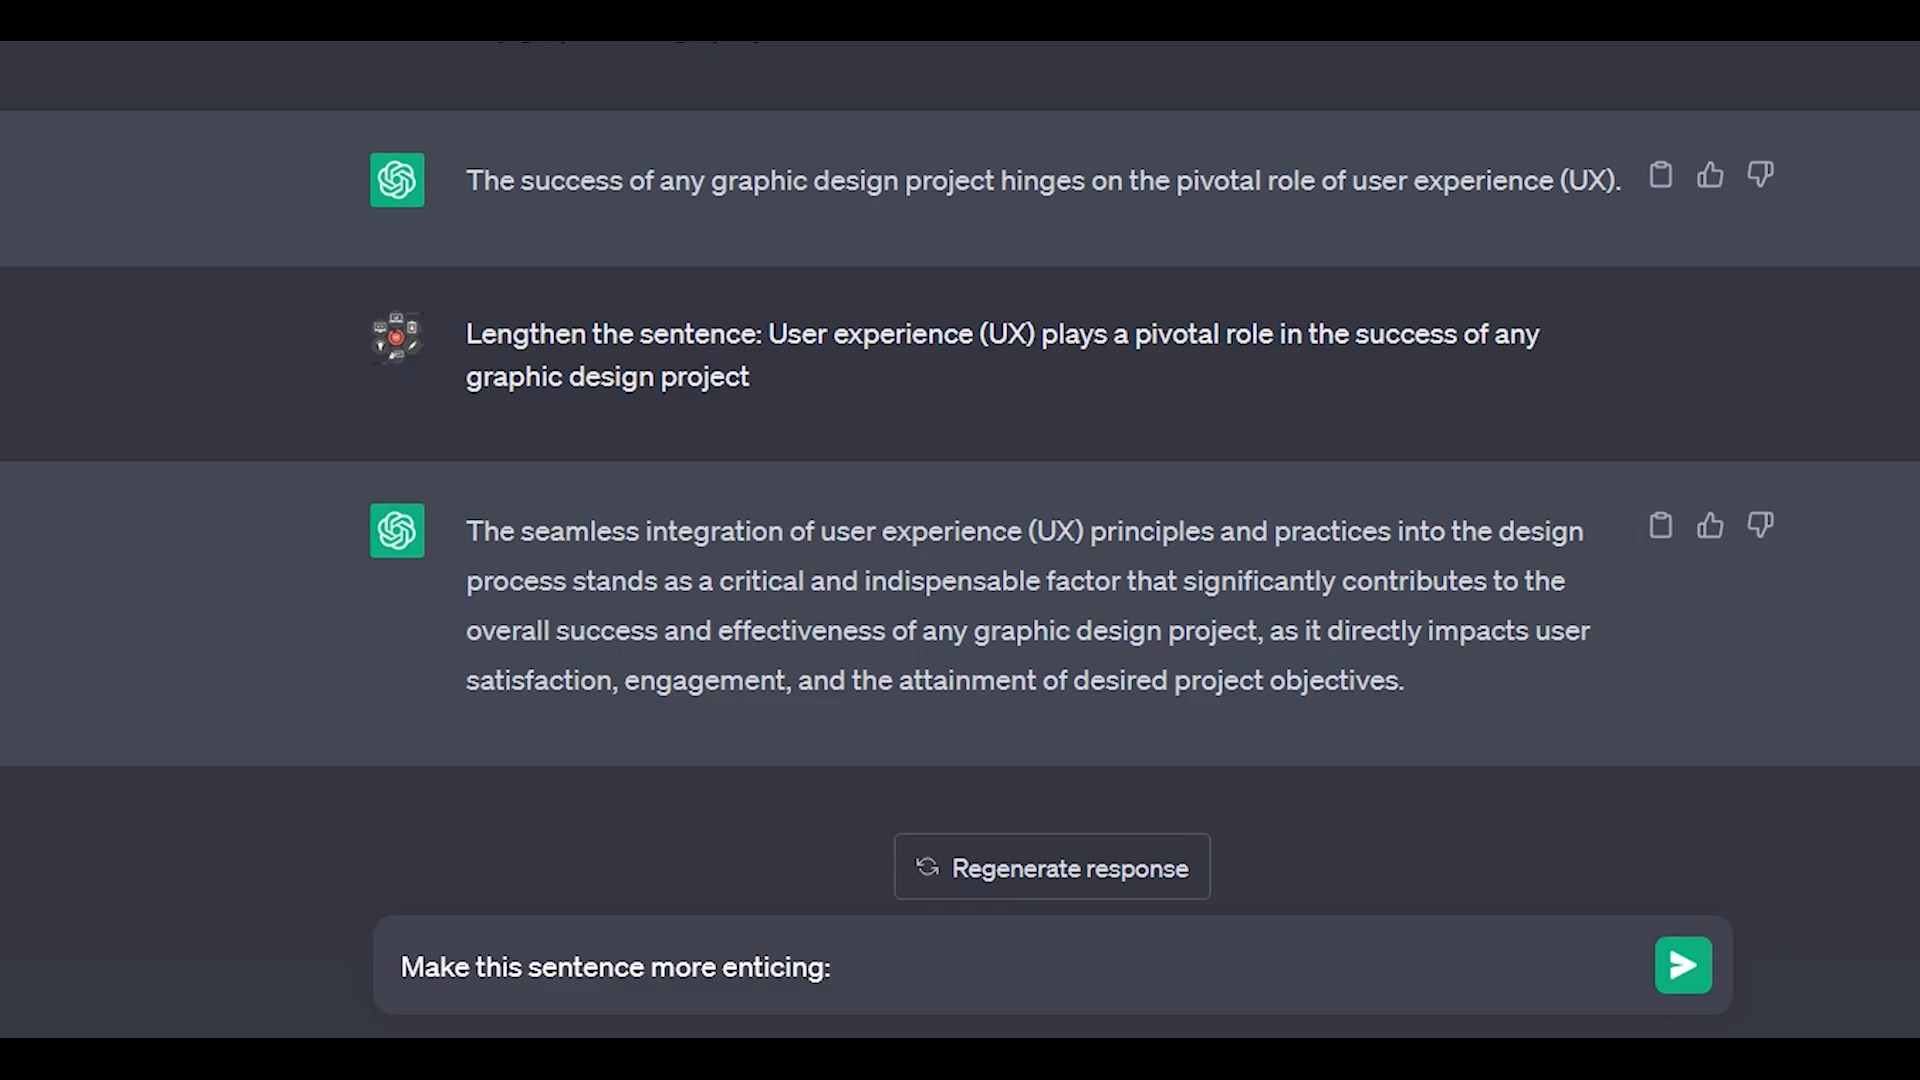 The success of any graphic design project hinges on the pivotal role of user experience (UX).
Lengthen the sentence: User experience (UX) plays a pivotal role in the success of any
graphic design project
The seamless integration of user experience (UX) principles and practices into the design
process stands as a critical and indispensable factor that significantly contributes to the
overall success and effectiveness of any graphic design project, as it directly impacts user
satisfaction, engagement, and the attainment of desired project objectives.
Regenerate response
Make this sentence more enticing: